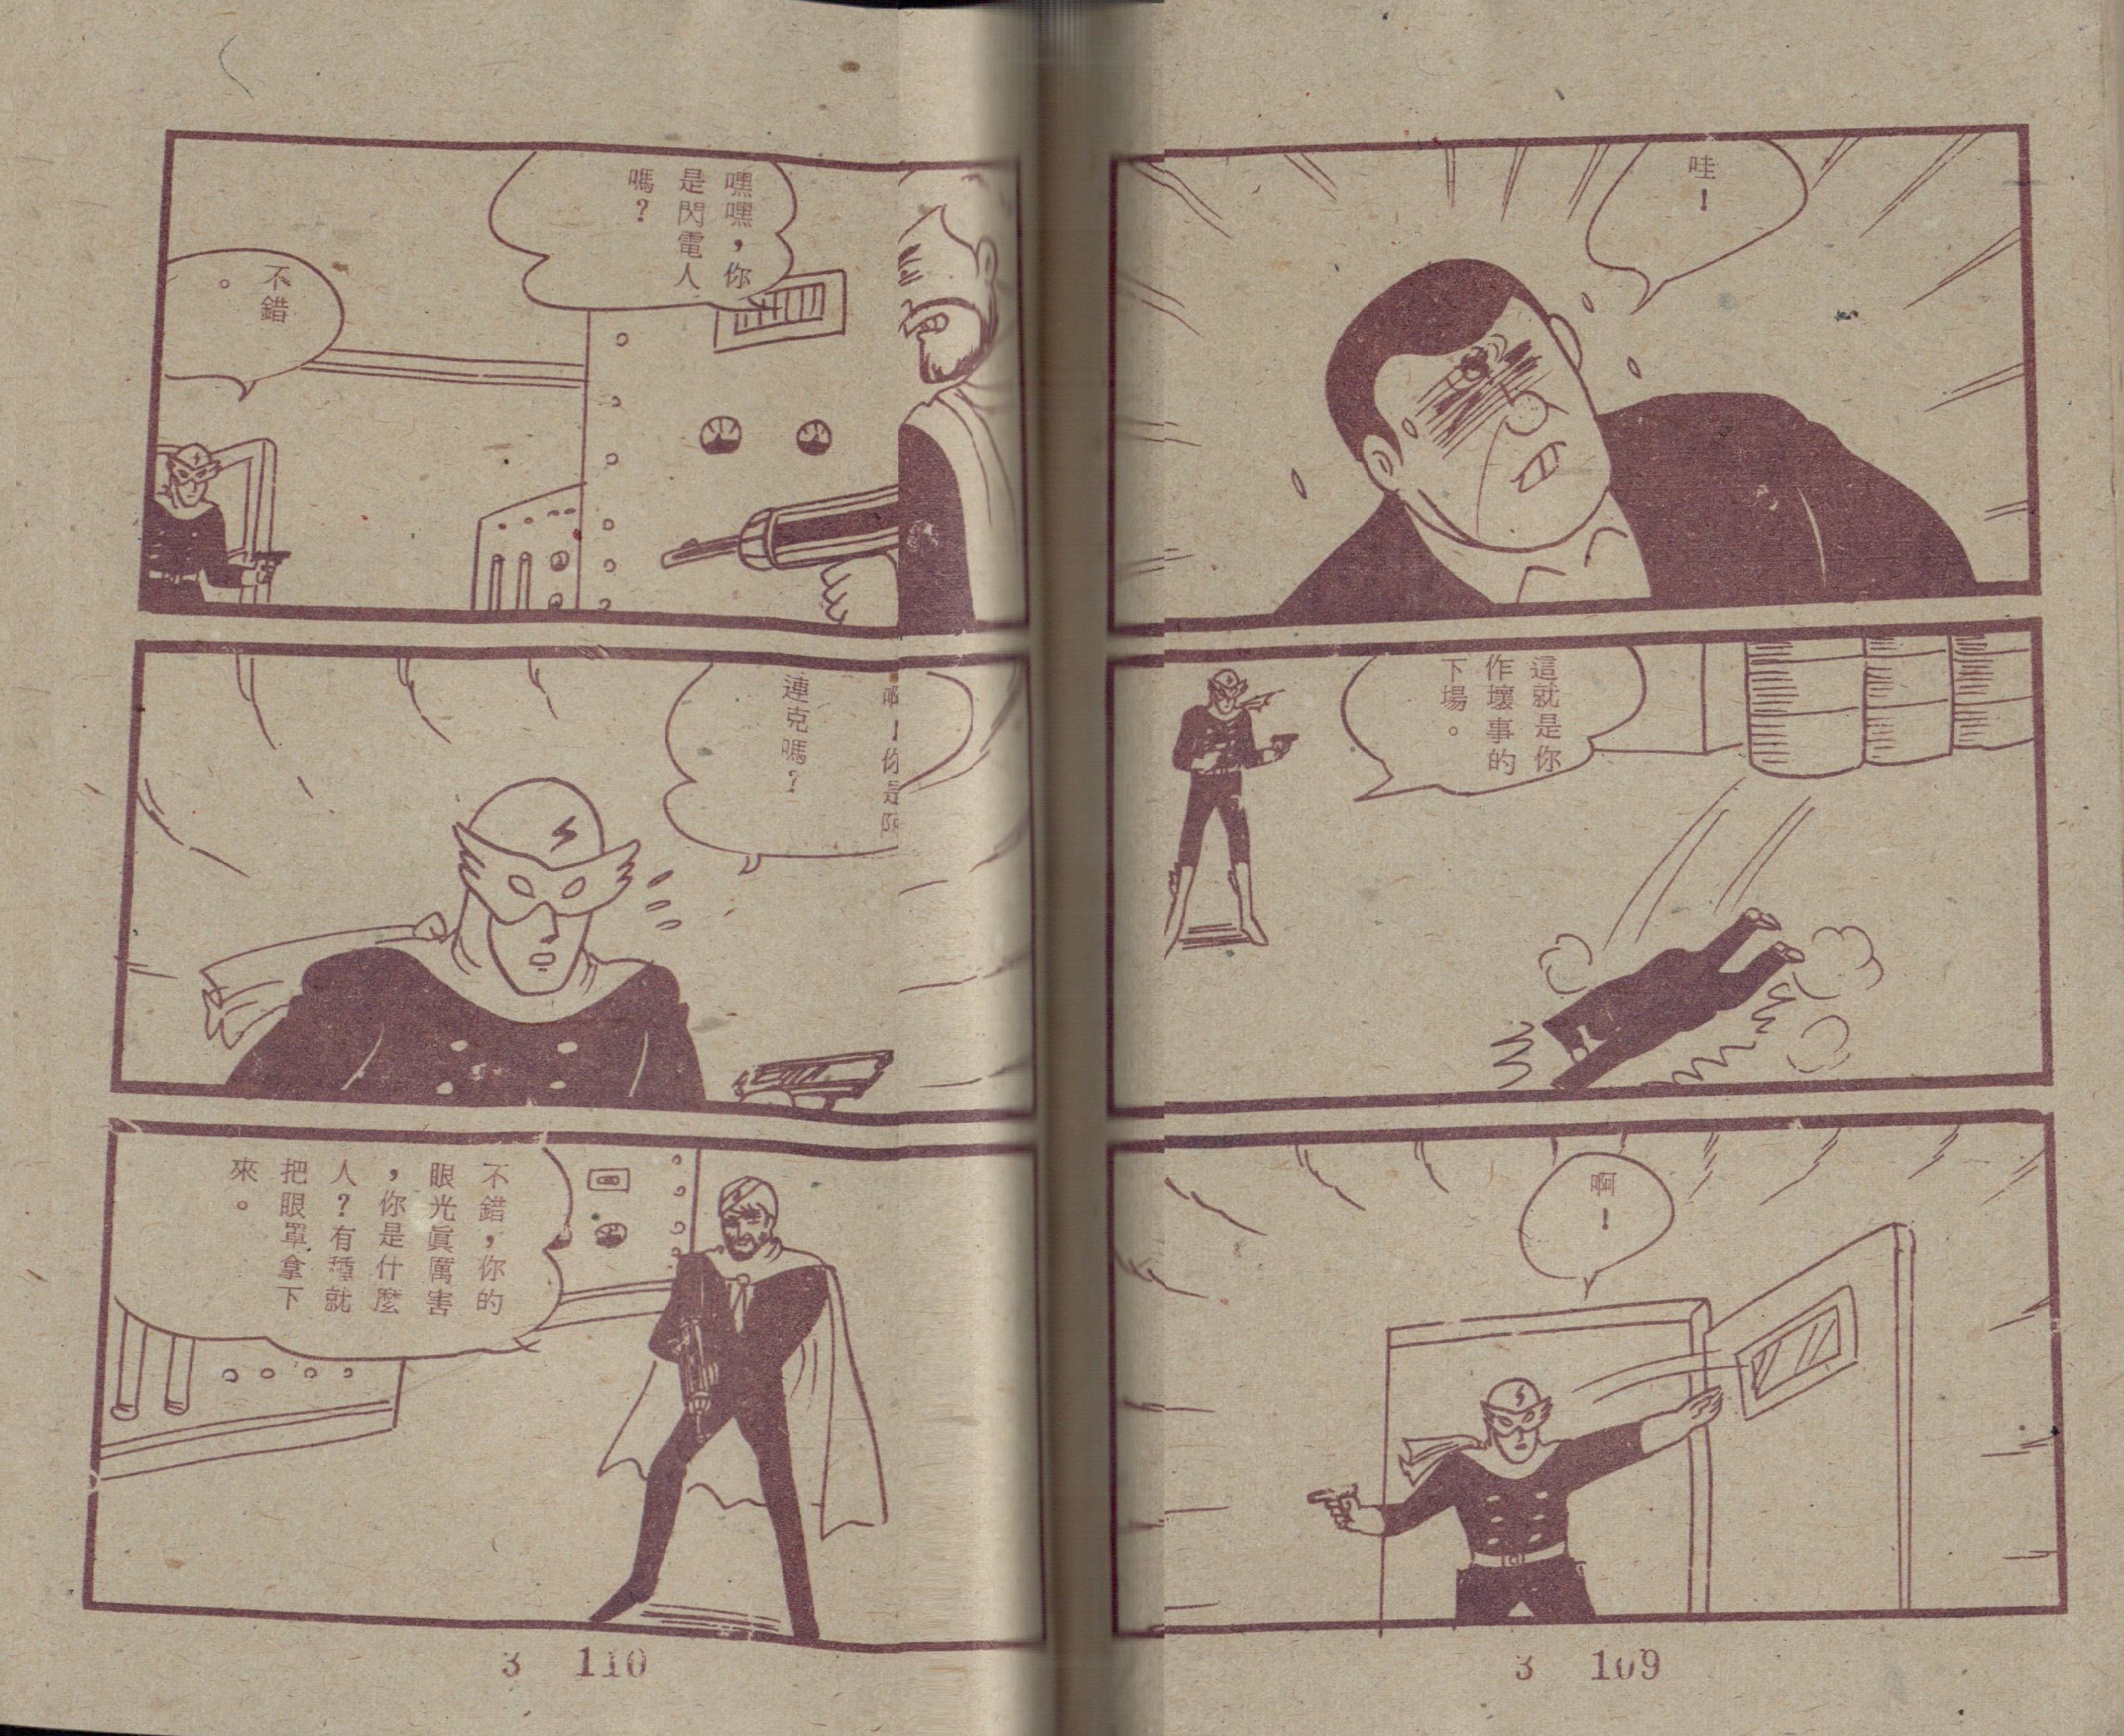 哇！
這就是你
作壞事的
下場。
啊！
3 109
嘿嘿，你
是閃電人
嗎？
不錯
。
啊！你是阿
連克嗎？
不錯，你的
眼光眞厲害
，你是什麼
人？有種就
把眼罩拿下
來。
3 110